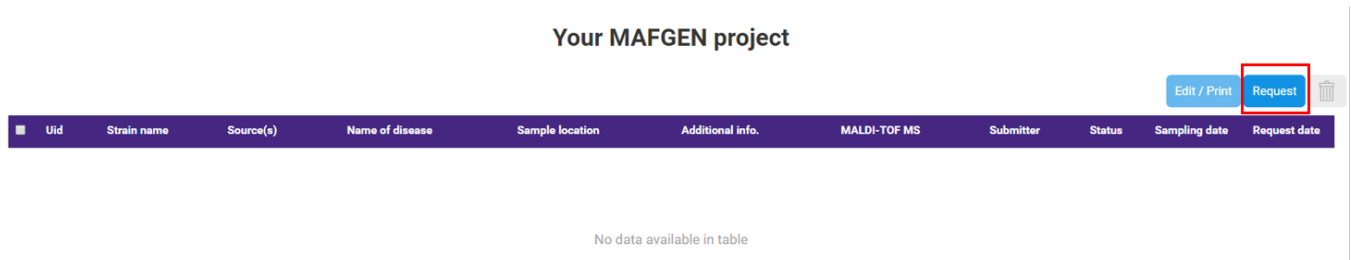 Your MAFGEN project
Edit / Print Request
Uid Strain name Source(s) Name of disease Sample location Additional info. MALDI-TOF MS Submitter Status Sampling date Request date
No data available in table